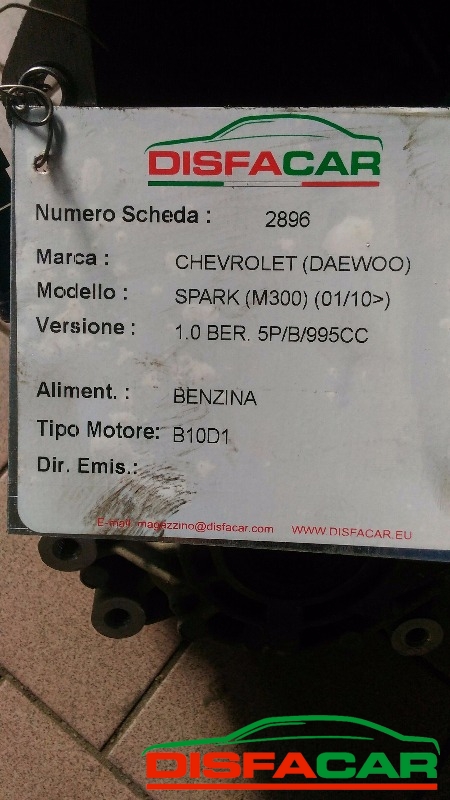 DISFACAR
Numero Scheda : 2896
Marca : CHEVROLET (DAEWOO)
Modello : SPARK (M300) (01/10>)
Versione : 1.0 BER. 5P/B/995CC
Aliment. : BENZINA
Tipo Motore: B10D1
Dir. Emis.:
E-mail magazzino@disfacar.com WWW.DISFACAR.EU
DISFACAR